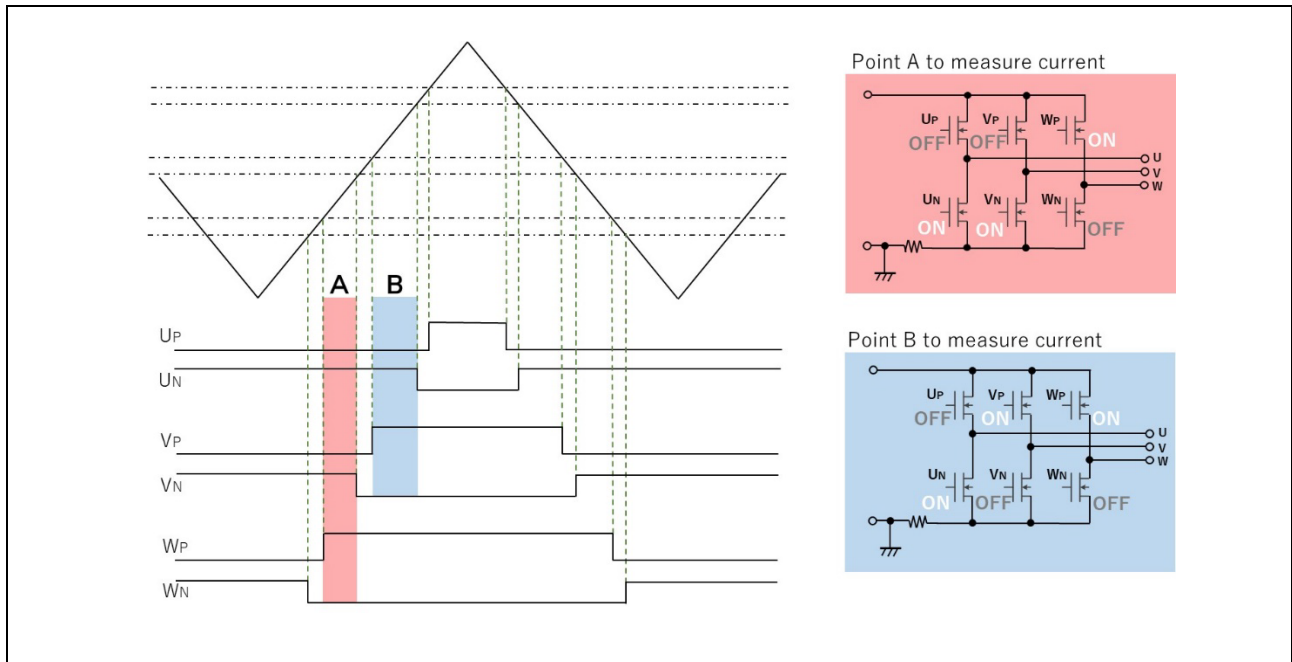 Point A to measure current
UP
VP
WP
OFF
OFF
ON
U
V
W
UN
VN
WN
ON
ON
OFF
A
B
UP
UN
VP
VN
WP
WN
Point B to measure current
UP
VP
WP
OFF
ON
ON
U
V
W
UN
VN
WN
ON
OFF
OFF